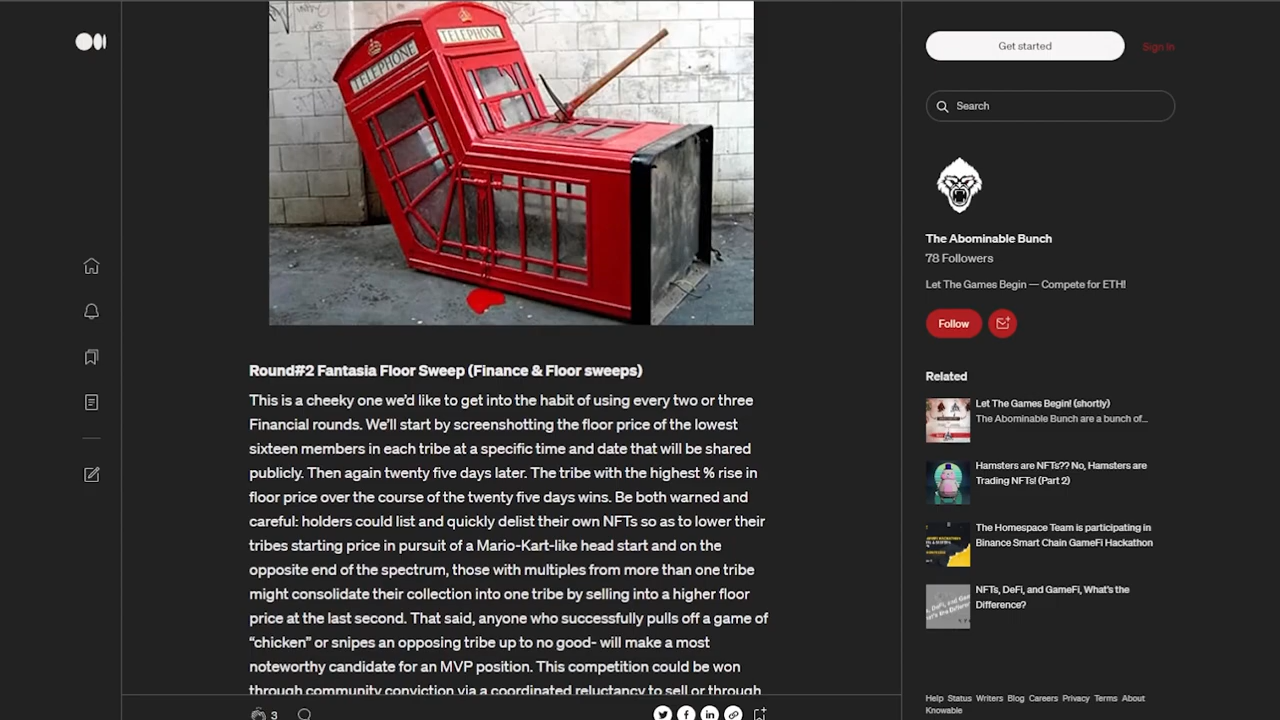 TELEPHONE
TELEPHONE
Get started
Sign In
Search
The Abominable Bunch
78 Followers
Let The Games Begin — Compete for ETH!
Follow
Related
Let The Games Begin! (shortly)
The Abominable Bunch are a bunch of...
Hamsters are NFTs?? No, Hamsters are
Trading NFTs! (Part 2)
The Homespace Team is participating in
Binance Smart Chain GameFi Hackathon
NFTs, DeFi, and GameFi, What's the
Difference?
Help Status Writers Blog Careers Privacy Terms About
Knowable
Round#2 Fantasia Floor Sweep (Finance & Floor sweeps)
This is a cheeky one we'd like to get into the habit of using every two or three
Financial rounds. We'll start by screenshotting the floor price of the lowest
sixteen members in each tribe at a specific time and date that will be shared
publicly. Then again twenty five days later. The tribe with the highest % rise in
floor price over the course of the twenty five days wins. Be both warned and
careful: holders could list and quickly delist their own NFTs so as to lower their
tribes starting price in pursuit of a Mario-Kart-like head start and on the
opposite end of the spectrum, those with multiples from more than one tribe
might consolidate their collection into one tribe by selling into a higher floor
price at the last second. That said, anyone who successfully pulls off a game of
“chicken” or snipes an opposing tribe up to no good- will make a most
noteworthy candidate for an MVP position. This competition could be won
through community conviction via a coordinated reluctancy to sell or through
3